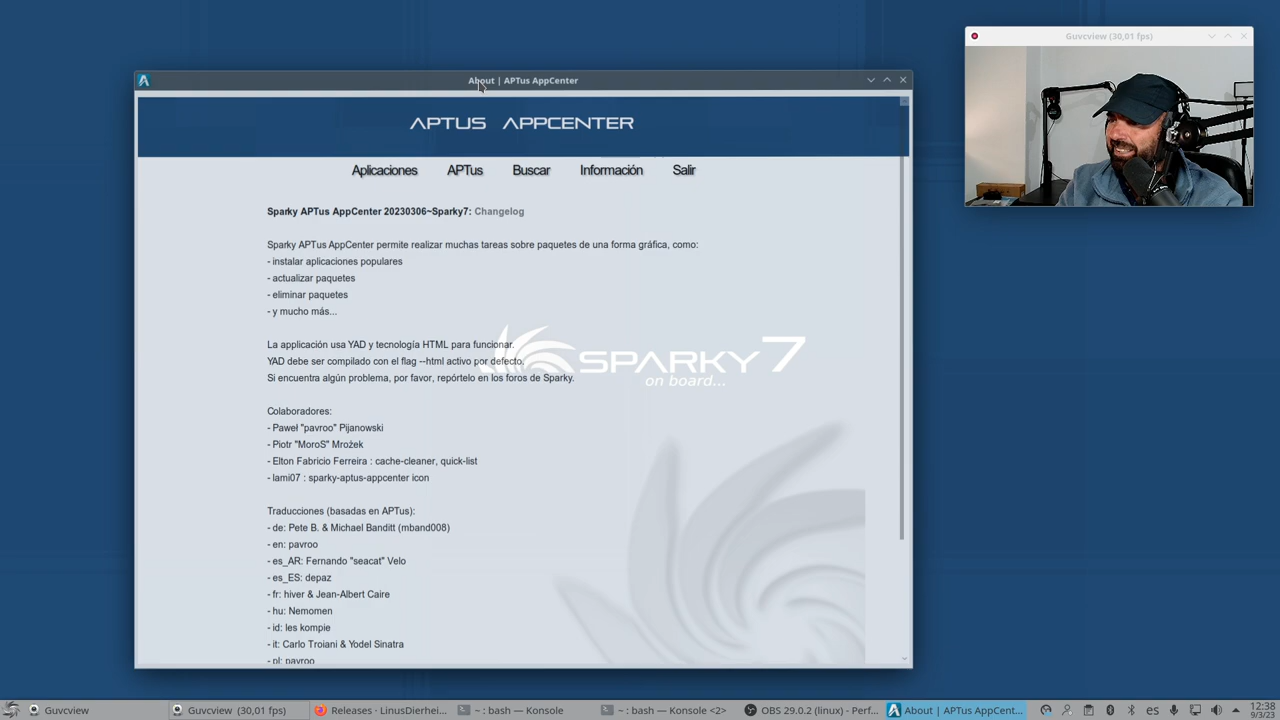 Guvcview (30,01 fps)
About | APTus AppCenter
APTUS APPCENTER
Aplicaciones APTus Buscar Información Salir
Sparky APTus AppCenter 20230306~Sparky7: Changelog
Sparky APTus AppCenter permite realizar muchas tareas sobre paquetes de una forma gráfica, como:
- instalar aplicaciones populares
- actualizar paquetes
- eliminar paquetes
- y mucho más...
La applicación usa YAD y tecnología HTML para funcionar.
YAD debe ser compilado con el flag --html activo por defecto.
Si encuentra algún problema, por favor, repórtelo en los foros de Sparky.
SPARKY 7
on board...
Colaboradores:
- Paweł "pavroo" Pijanowski
- Piotr "MoroS" Mrożek
- Elton Fabricio Ferreira : cache-cleaner, quick-list
- lami07 : sparky-aptus-appcenter icon
Traducciones (basadas en APTus):
- de: Pete B. & Michael Banditt (mband008)
- en: pavroo
- es_AR: Fernando "seacat" Velo
- es_ES: depaz
- fr: hiver & Jean-Albert Caire
- hu: Nemomen
- id: les kompie
- it: Carlo Troiani & Yodel Sinatra
- pl: pavroo
Guvcview
Guvcview (30,01 fps)
Releases · LinusDierhei...
~ : bash — Konsole
~ : bash — Konsole <2>
OBS 29.0.2 (linux) - Perf...
About | APTus AppCent...
es
12:38
9/3/23